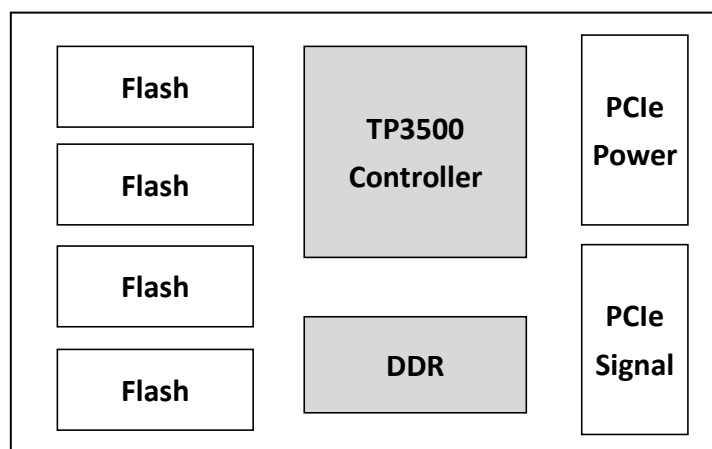 Flash
Flash
Flash
Flash
TP3500
Controller
DDR
PCIe
Power
PCIe
Signal